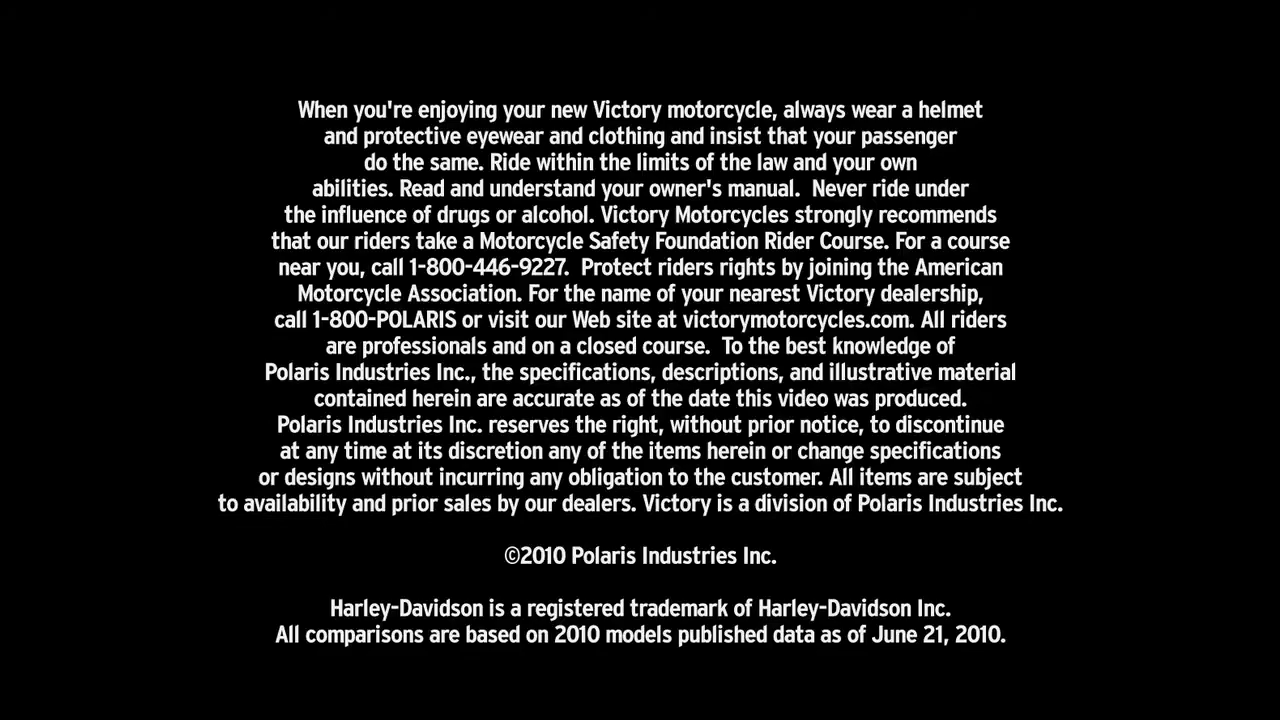 When you're enjoying your new Victory motorcycle, always wear a helmet
and protective eyewear and clothing and insist that your passenger
do the same. Ride within the limits of the law and your own
abilities. Read and understand your owner's manual.  Never ride under
the influence of drugs or alcohol. Victory Motorcycles strongly recommends
that our riders take a Motorcycle Safety Foundation Rider Course. For a course
near you, call 1-800-446-9227.  Protect riders rights by joining the American
Motorcycle Association. For the name of your nearest Victory dealership,
call 1-800-POLARIS or visit our Web site at victorymotorcycles.com. All riders
are professionals and on a closed course.  To the best knowledge of
Polaris Industries Inc., the specifications, descriptions, and illustrative material
contained herein are accurate as of the date this video was produced.
Polaris Industries Inc. reserves the right, without prior notice, to discontinue
at any time at its discretion any of the items herein or change specifications
or designs without incurring any obligation to the customer. All items are subject
to availability and prior sales by our dealers. Victory is a division of Polaris Industries Inc.
©2010 Polaris Industries Inc.
Harley-Davidson is a registered trademark of Harley-Davidson Inc.
All comparisons are based on 2010 models published data as of June 21, 2010.